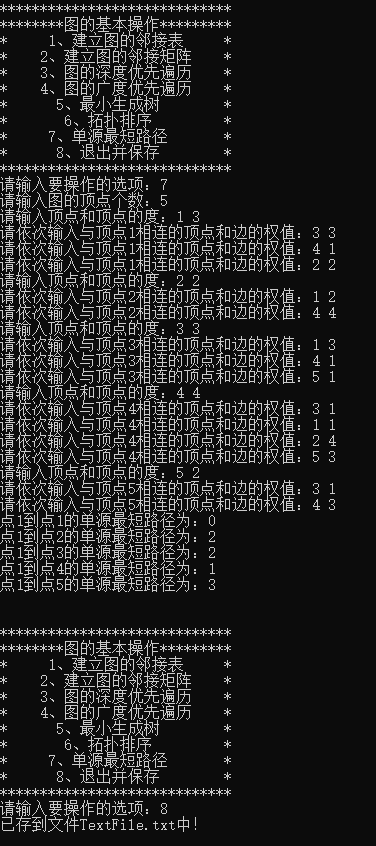 *****************************
********图的基本操作*********
*     1、建立图的邻接表     *
*    2、建立图的邻接矩阵    *
*    3、图的深度优先遍历    *
*    4、图的广度优先遍历    *
*      5、最小生成树        *
*       6、拓扑排序         *
*     7、单源最短路径       *
*      8、退出并保存        *
*****************************
请输入要操作的选项：7
请输入图的顶点个数：5
请输入顶点和顶点的度：1 3
请依次输入与顶点1相连的顶点和边的权值：3 3
请依次输入与顶点1相连的顶点和边的权值：4 1
请依次输入与顶点1相连的顶点和边的权值：2 2
请输入顶点和顶点的度：2 2
请依次输入与顶点2相连的顶点和边的权值：1 2
请依次输入与顶点2相连的顶点和边的权值：4 4
请输入顶点和顶点的度：3 3
请依次输入与顶点3相连的顶点和边的权值：1 3
请依次输入与顶点3相连的顶点和边的权值：4 1
请依次输入与顶点3相连的顶点和边的权值：5 1
请输入顶点和顶点的度：4 4
请依次输入与顶点4相连的顶点和边的权值：3 1
请依次输入与顶点4相连的顶点和边的权值：1 1
请依次输入与顶点4相连的顶点和边的权值：2 4
请依次输入与顶点4相连的顶点和边的权值：5 3
请输入顶点和顶点的度：5 2
请依次输入与顶点5相连的顶点和边的权值：3 1
请依次输入与顶点5相连的顶点和边的权值：4 3
点1到点1的单源最短路径为：0
点1到点2的单源最短路径为：2
点1到点3的单源最短路径为：2
点1到点4的单源最短路径为：1
点1到点5的单源最短路径为：3
*****************************
********图的基本操作*********
*     1、建立图的邻接表     *
*    2、建立图的邻接矩阵    *
*    3、图的深度优先遍历    *
*    4、图的广度优先遍历    *
*      5、最小生成树        *
*       6、拓扑排序         *
*     7、单源最短路径       *
*      8、退出并保存        *
*****************************
请输入要操作的选项：8
已存到文件TextFile.txt中!